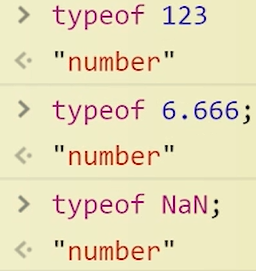 > typeof 123
<· "number"
> typeof 6.666;
<· "number"
> typeof NaN;
<· "number"